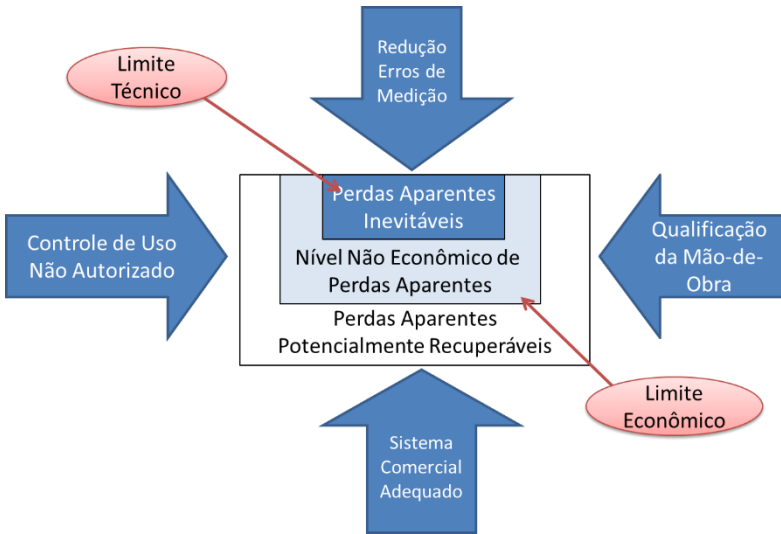 Redução
Erros de
Medição
Limite
Técnico
Perdas Aparentes
Inevitáveis
Controle de Uso
Não Autorizado
Nível Não Econômico de
Perdas Aparentes
Qualificação
da Mão-de-
Obra
Perdas Aparentes
Potencialmente Recuperáveis
Limite
Econômico
Sistema
Comercial
Adequado